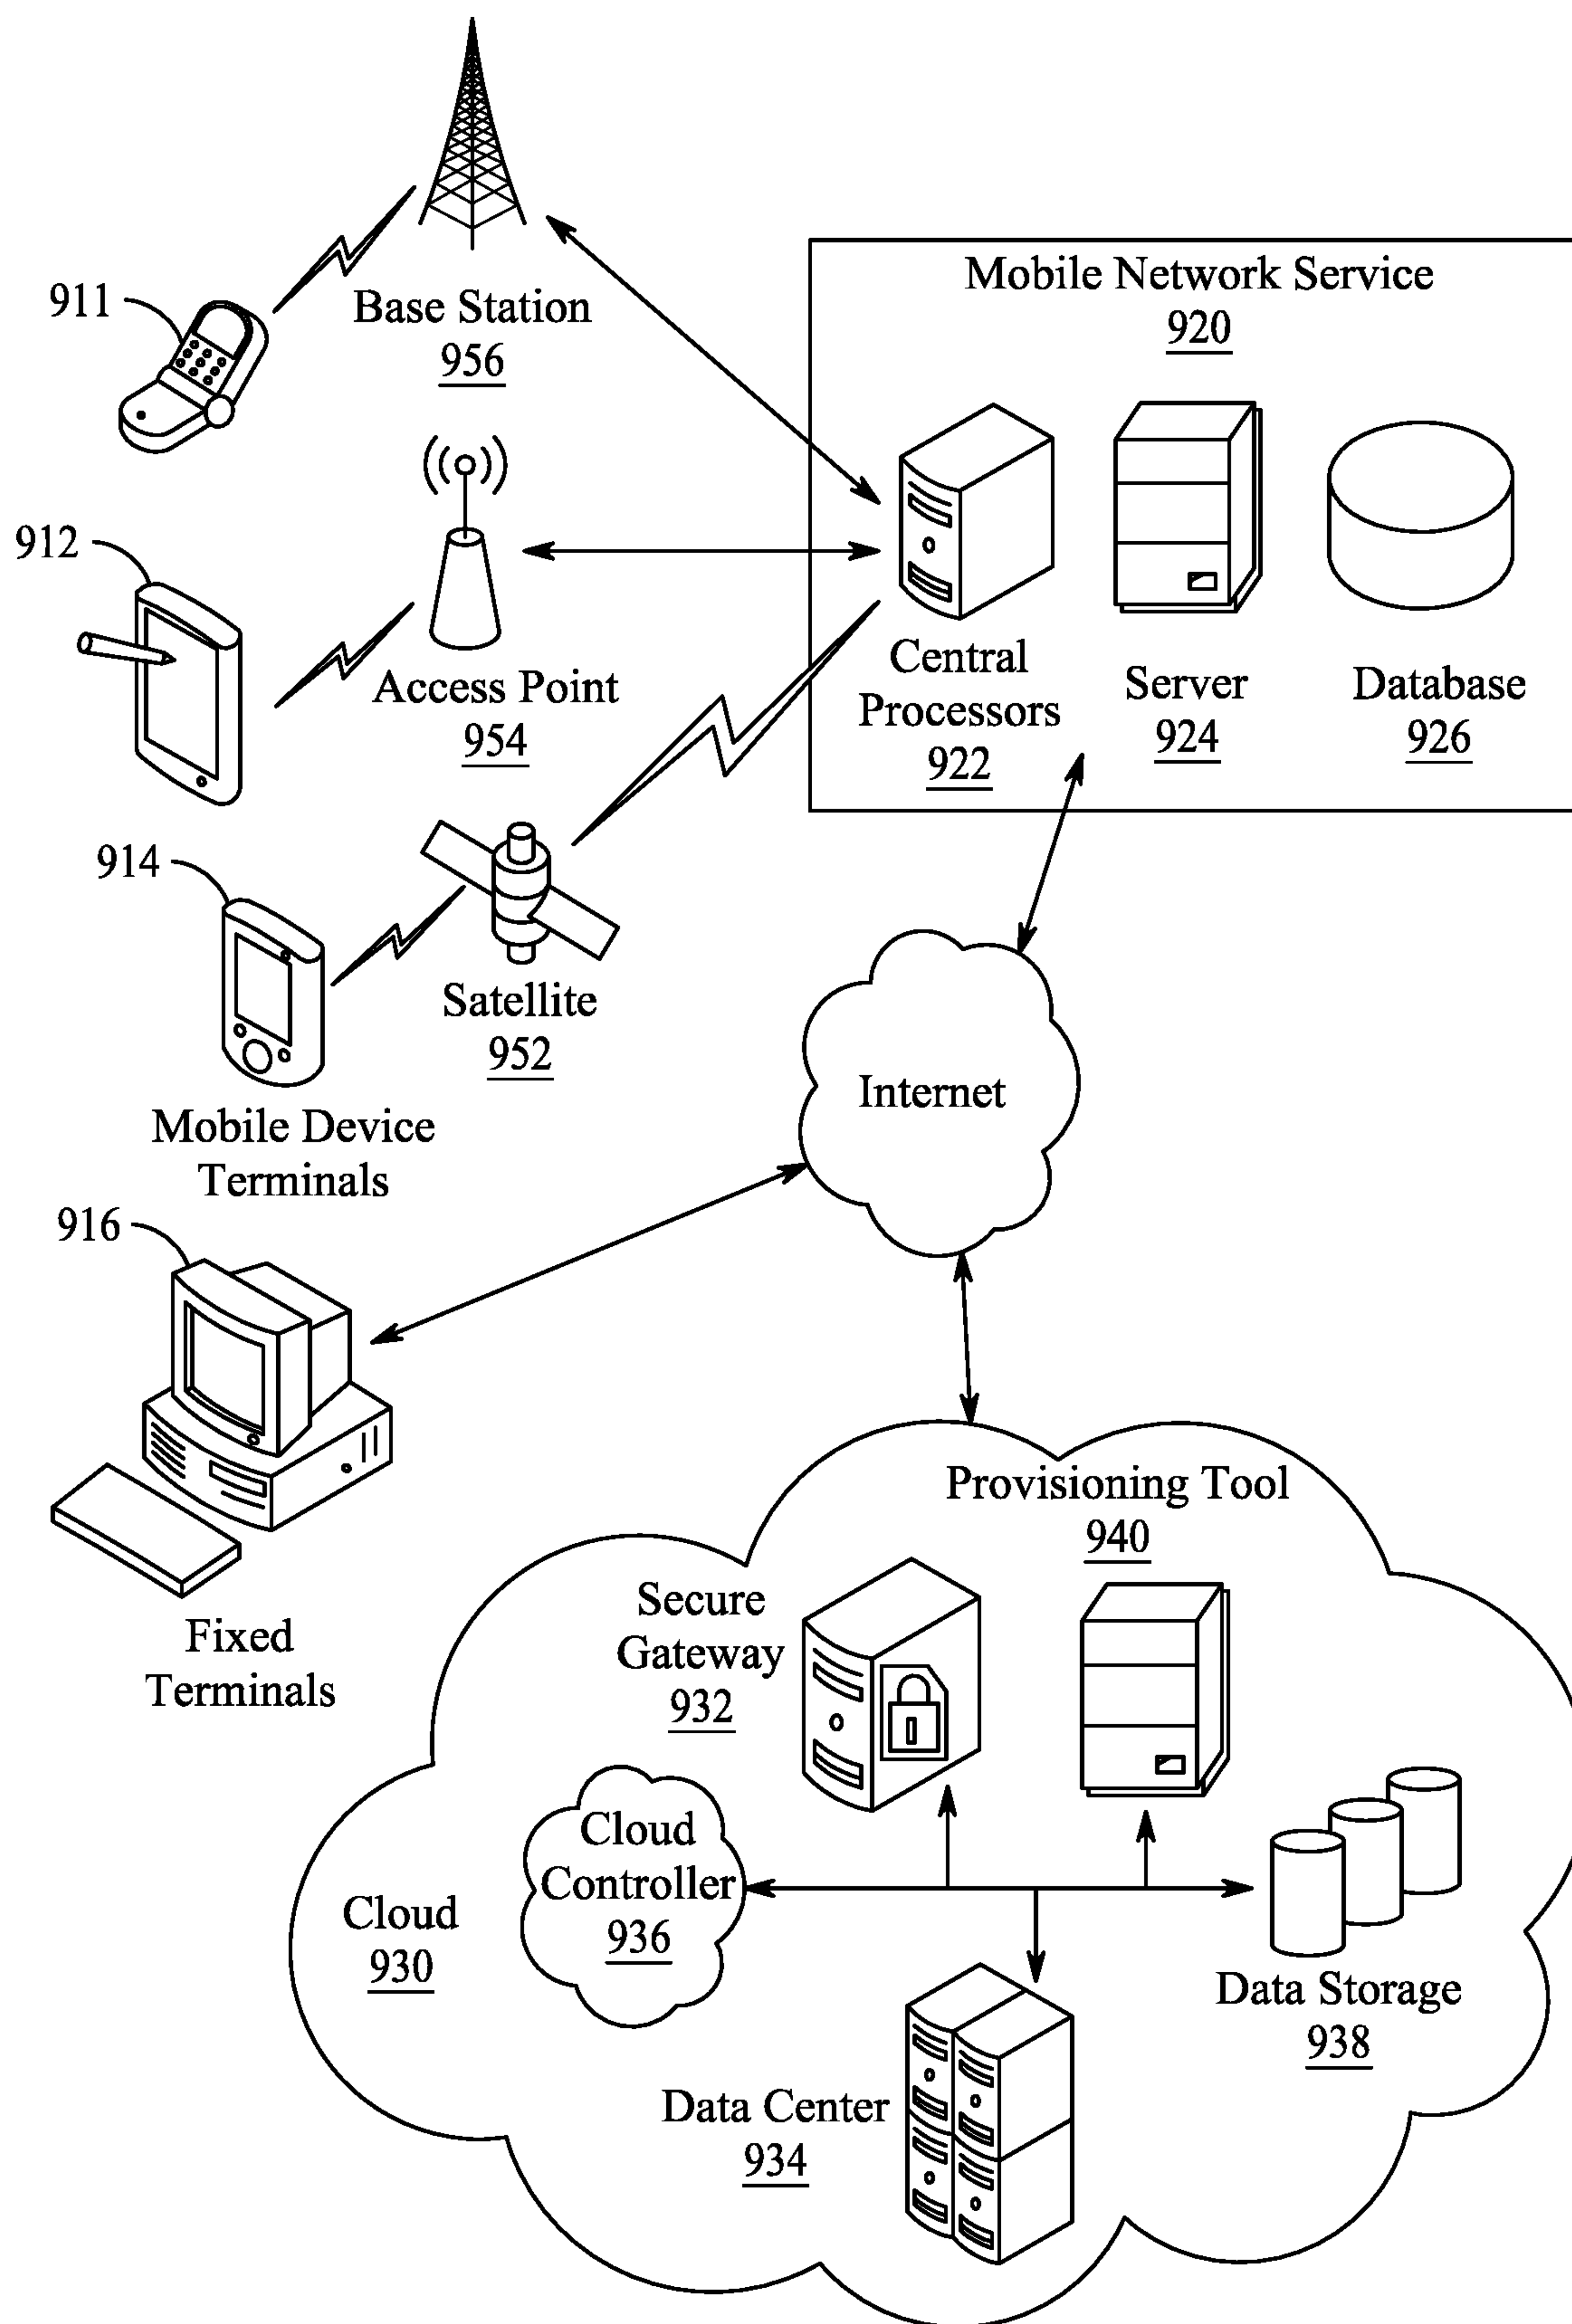 911
Base Station
956
Mobile Network Service
920
912
Access Point
954
Central
Processors
922
Server
924
Database
926
914
Satellite
952
Mobile Device
Terminals
Internet
916
Fixed
Terminals
Provisioning Tool
940
Secure
Gateway
932
Cloud
Controller
936
Cloud
930
Data Storage
938
Data Center
934